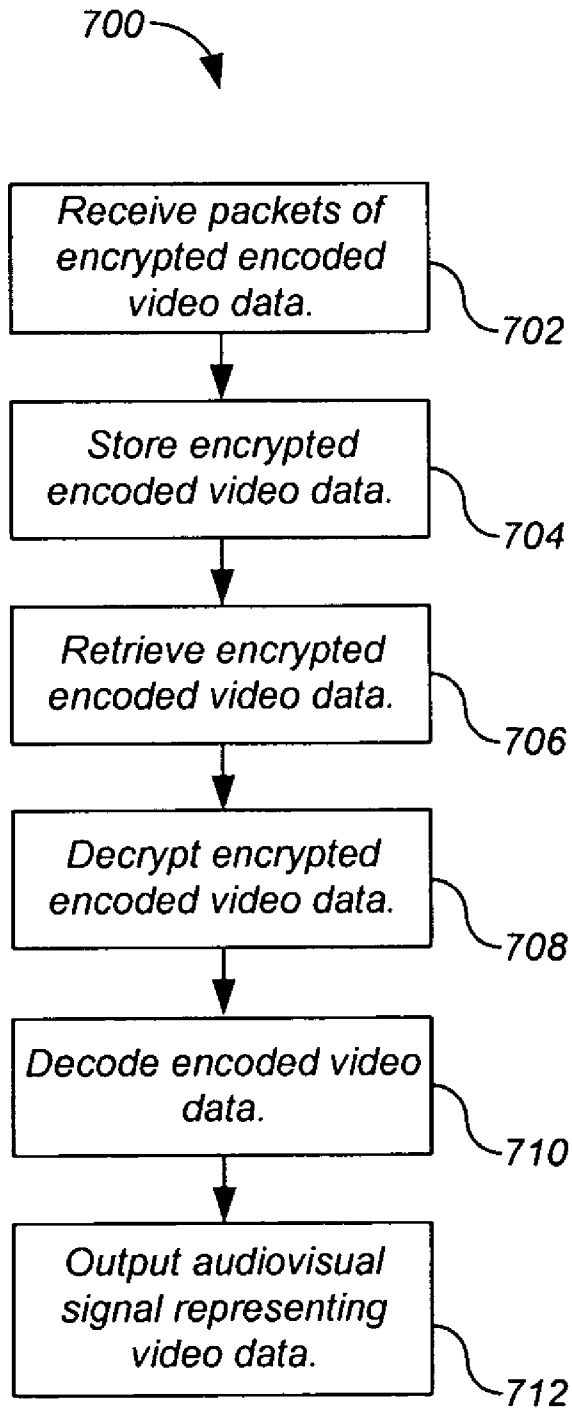 700
Receive packets of
encrypted encoded
video data.
702
Store encrypted
encoded video data.
704
Retrieve encrypted
encoded video data.
706
Decrypt encrypted
encoded video data.
708
Decode encoded video
data.
710
Output audiovisual
signal representing
video data.
712